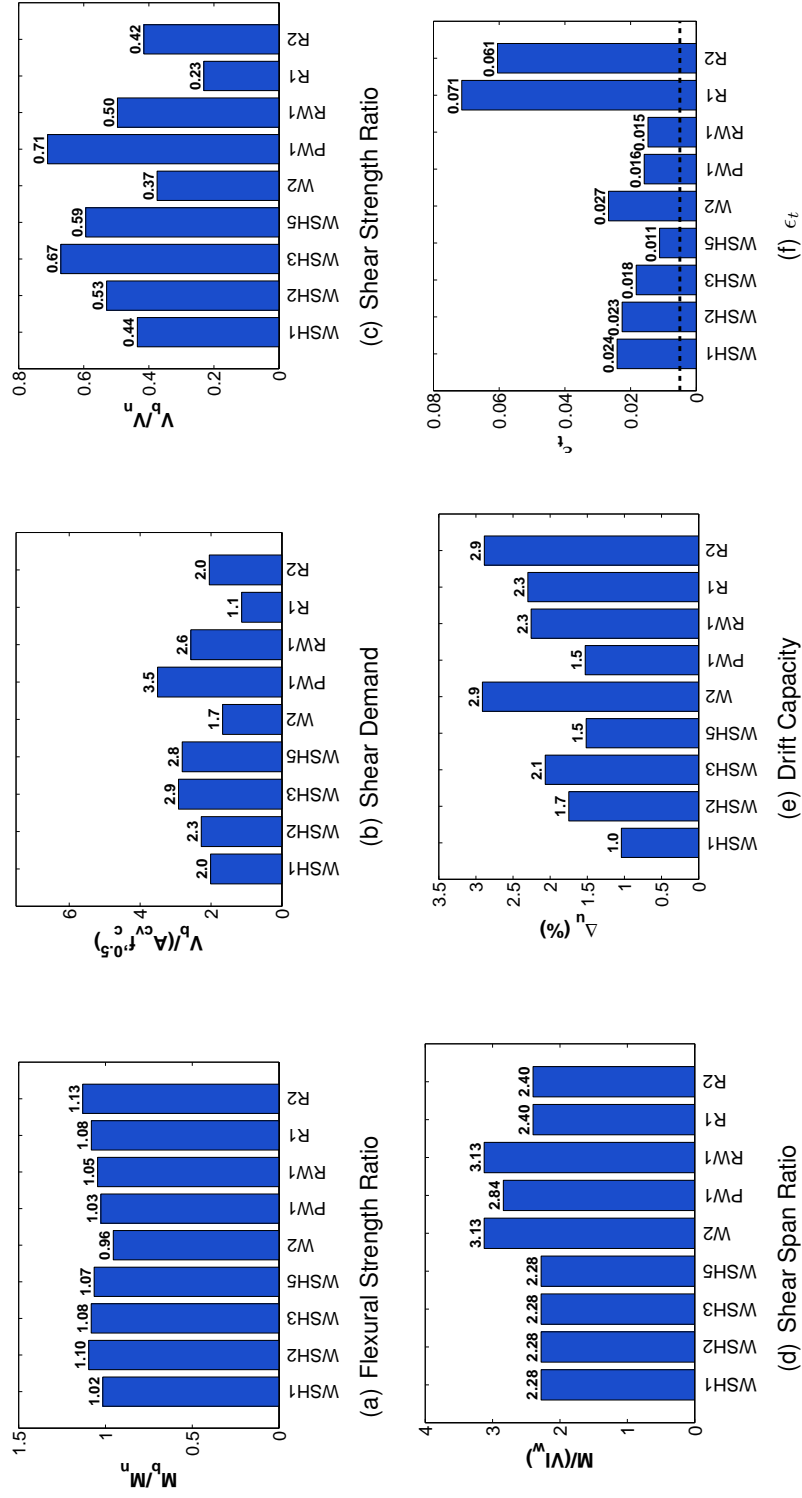 1.5
1
0.5
0
M_b/M_n
1.02
1.10
1.08
1.07
0.96
1.03
1.05
1.08
1.13
WSH1
WSH2
WSH3
WSH5
W2
PW1
RW1
R1
R2
(a) Flexural Strength Ratio
6
4
2
0
V_b/(A_cv f'_c^0.5)
2.0
2.3
2.9
2.8
1.7
3.5
2.6
1.1
2.0
WSH1
WSH2
WSH3
WSH5
W2
PW1
RW1
R1
R2
(b) Shear Demand
0.8
0.6
0.4
0.2
0
V_b/V_n
0.44
0.53
0.67
0.59
0.37
0.71
0.50
0.23
0.42
WSH1
WSH2
WSH3
WSH5
W2
PW1
RW1
R1
R2
(c) Shear Strength Ratio
4
3
2
1
0
M/(Vl_w)
2.28
2.28
2.28
2.28
3.13
2.84
3.13
2.40
2.40
WSH1
WSH2
WSH3
WSH5
W2
PW1
RW1
R1
R2
(d) Shear Span Ratio
3.5
3
2.5
2
1.5
1
0.5
0
Δ_u (%)
1.0
1.7
2.1
1.5
2.9
1.5
2.3
2.3
2.9
WSH1
WSH2
WSH3
WSH5
W2
PW1
RW1
R1
R2
(e) Drift Capacity
0.08
0.06
0.04
0.02
0
ε_t
0.024
0.023
0.018
0.011
0.027
0.016
0.015
0.071
0.061
WSH1
WSH2
WSH3
WSH5
W2
PW1
RW1
R1
R2
(f) ϵ_t